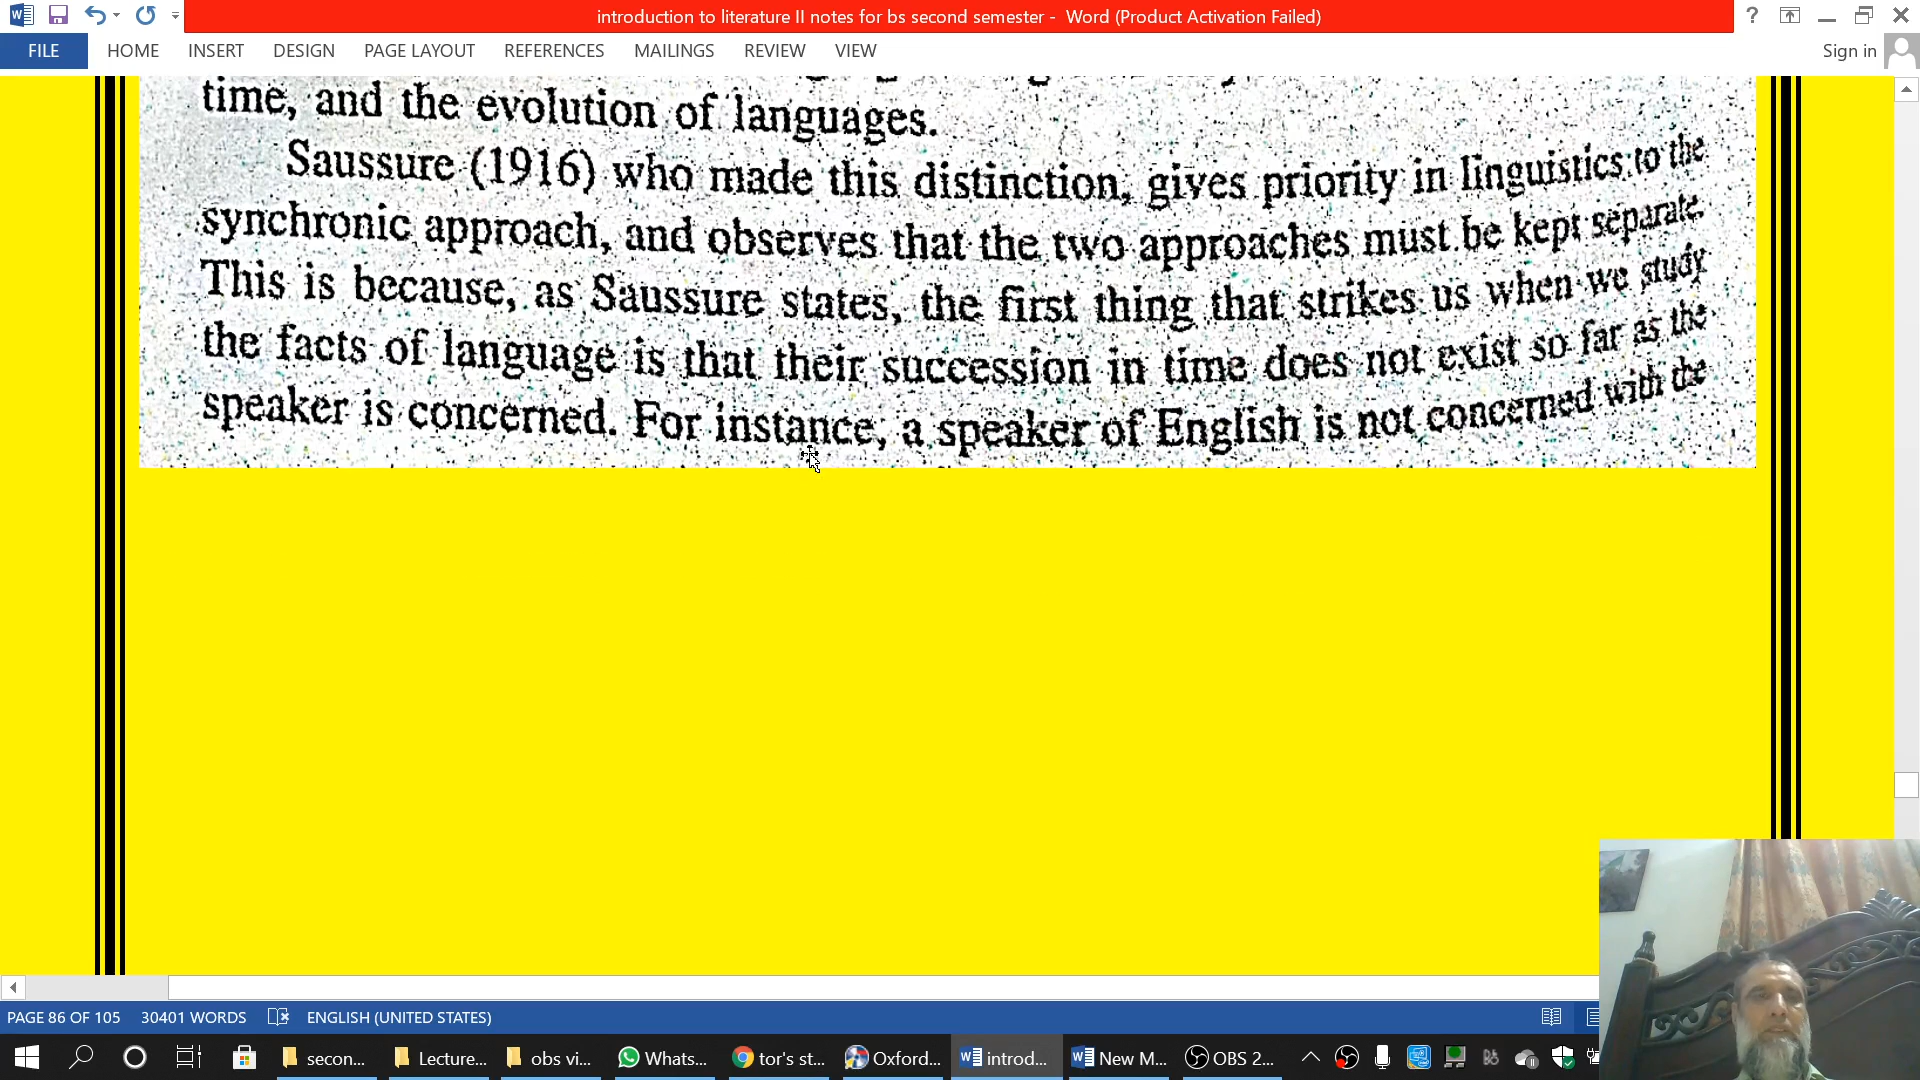 introduction to literature II notes for bs second semester - Word (Product Activation Failed)
FILE HOME INSERT DESIGN PAGE LAYOUT REFERENCES MAILINGS REVIEW VIEW Sign in
time, and the evolution of languages.
Saussure (1916) who made this distinction, gives priority in linguistics to the
synchronic approach, and observes that the two approaches must be kept separate.
This is because, as Saussure states, the first thing that strikes us when we study
the facts of language is that their succession in time does not exist so far as the
speaker is concerned. For instance, a speaker of English is not concerned with the
PAGE 86 OF 105 30401 WORDS ENGLISH (UNITED STATES)
secon... Lecture... obs vi... Whats... tor's st... Oxford... introd... New M... OBS 2...